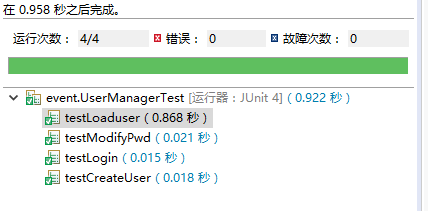 在 0.958 秒之后完成。
运行次数： 4/4 错误： 0 故障次数： 0
event.UserManagerTest [运行器：JUnit 4] ( 0.922 秒 )
testLoaduser ( 0.868 秒 )
testModifyPwd ( 0.021 秒 )
testLogin ( 0.015 秒 )
testCreateUser ( 0.018 秒 )